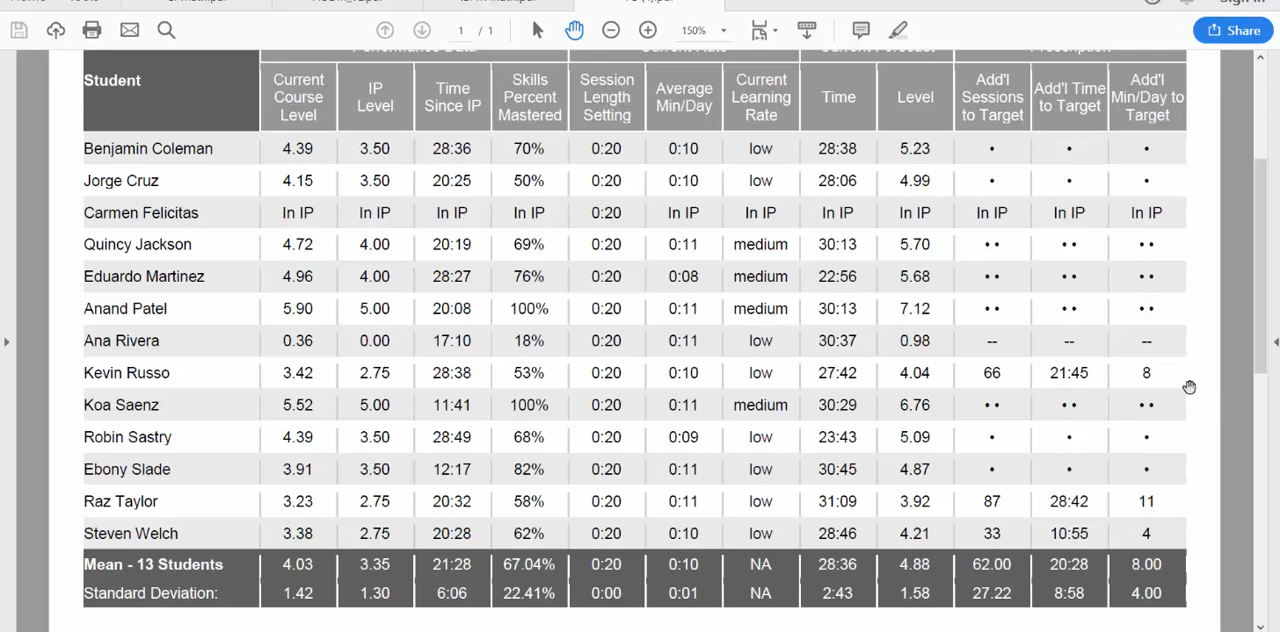 1 / 1
150%
Share
Student
Current Course Level
IP Level
Time Since IP
Skills Percent Mastered
Session Length Setting
Average Min/Day
Current Learning Rate
Time
Level
Add'l Sessions to Target
Add'l Time to Target
Add'l Min/Day to Target
Benjamin Coleman 4.39 3.50 28:36 70% 0:20 0:10 low 28:38 5.23 • • •
Jorge Cruz 4.15 3.50 20:25 50% 0:20 0:10 low 28:06 4.99 • • •
Carmen Felicitas In IP In IP In IP In IP 0:20 In IP In IP In IP In IP In IP In IP In IP
Quincy Jackson 4.72 4.00 20:19 69% 0:20 0:11 medium 30:13 5.70 •• •• ••
Eduardo Martinez 4.96 4.00 28:27 76% 0:20 0:08 medium 22:56 5.68 •• •• ••
Anand Patel 5.90 5.00 20:08 100% 0:20 0:11 medium 30:13 7.12 •• •• ••
Ana Rivera 0.36 0.00 17:10 18% 0:20 0:11 low 30:37 0.98 -- -- --
Kevin Russo 3.42 2.75 28:38 53% 0:20 0:10 low 27:42 4.04 66 21:45 8
Koa Saenz 5.52 5.00 11:41 100% 0:20 0:11 medium 30:29 6.76 •• •• ••
Robin Sastry 4.39 3.50 28:49 68% 0:20 0:09 low 23:43 5.09 • • •
Ebony Slade 3.91 3.50 12:17 82% 0:20 0:11 low 30:45 4.87 • • •
Raz Taylor 3.23 2.75 20:32 58% 0:20 0:11 low 31:09 3.92 87 28:42 11
Steven Welch 3.38 2.75 20:28 62% 0:20 0:10 low 28:46 4.21 33 10:55 4
Mean - 13 Students 4.03 3.35 21:28 67.04% 0:20 0:10 NA 28:36 4.88 62.00 20:28 8.00
Standard Deviation: 1.42 1.30 6:06 22.41% 0:00 0:01 NA 2:43 1.58 27.22 8:58 4.00